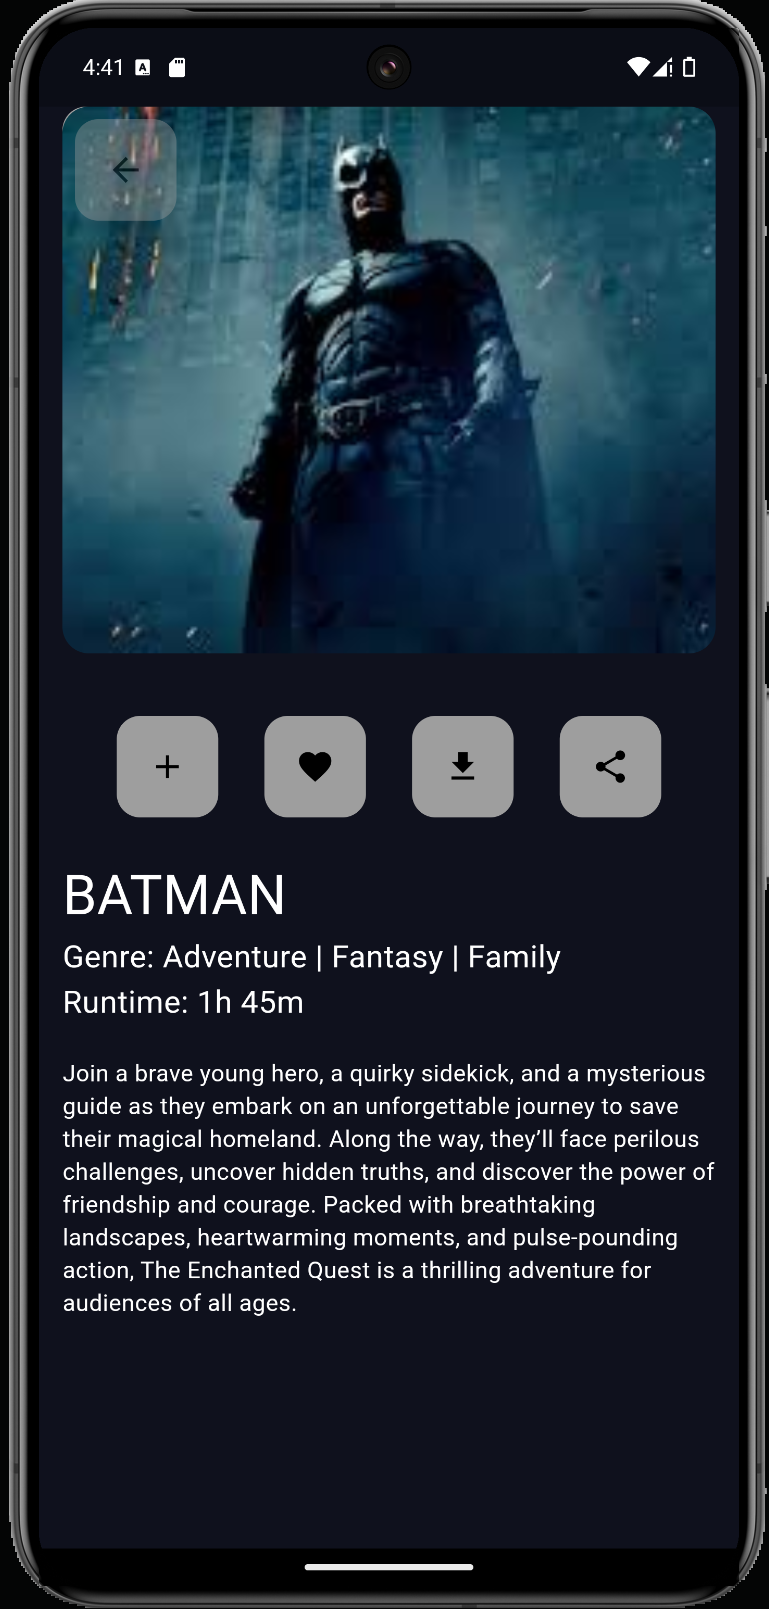 4:41
BATMAN
Genre: Adventure | Fantasy | Family
Runtime: 1h 45m
Join a brave young hero, a quirky sidekick, and a mysterious
guide as they embark on an unforgettable journey to save
their magical homeland. Along the way, they’ll face perilous
challenges, uncover hidden truths, and discover the power of
friendship and courage. Packed with breathtaking
landscapes, heartwarming moments, and pulse-pounding
action, The Enchanted Quest is a thrilling adventure for
audiences of all ages.